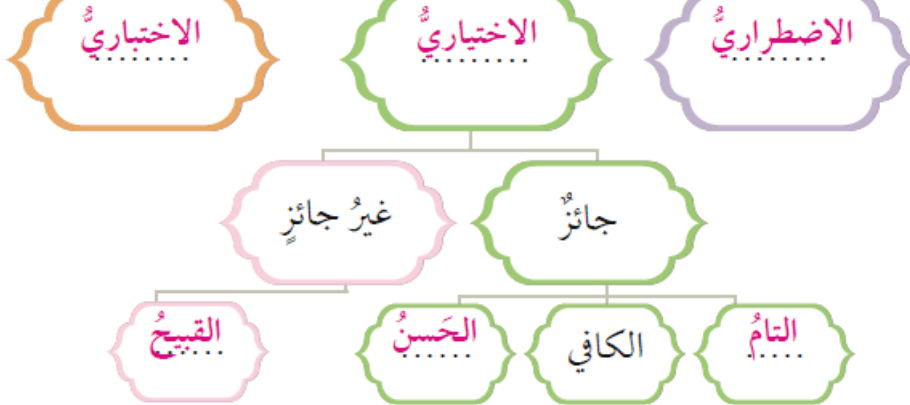 الاضطراريُّ الاختياريُّ الاختباريُّ
جائزٌ غيرُ جائزٍ
التامُ الكافي الحَسنُ القبيحُ